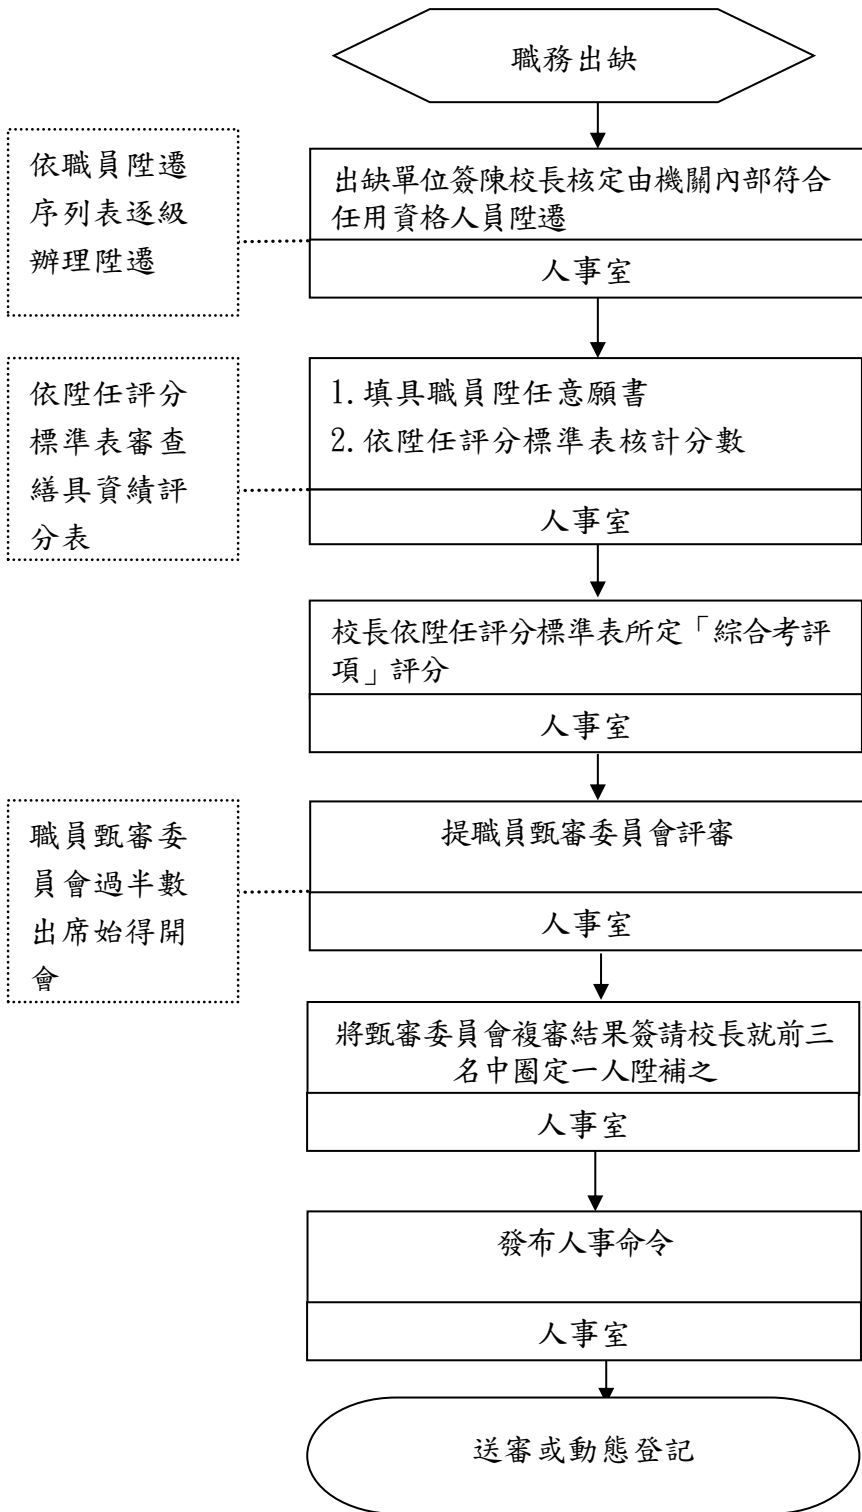 職務出缺
依職員陞遷
序列表逐級
辦理陞遷
出缺單位簽陳校長核定由機關內部符合
任用資格人員陞遷
人事室
依陞任評分
標準表審查
繕具資績評
分表
1.填具職員陞任意願書
2.依陞任評分標準表核計分數
人事室
校長依陞任評分標準表所定「綜合考評
項」評分
人事室
職員甄審委
員會過半數
出席始得開
會
提職員甄審委員會評審
人事室
將甄審委員會複審結果簽請校長就前三
名中圈定一人陞補之
人事室
發布人事命令
人事室
送審或動態登記